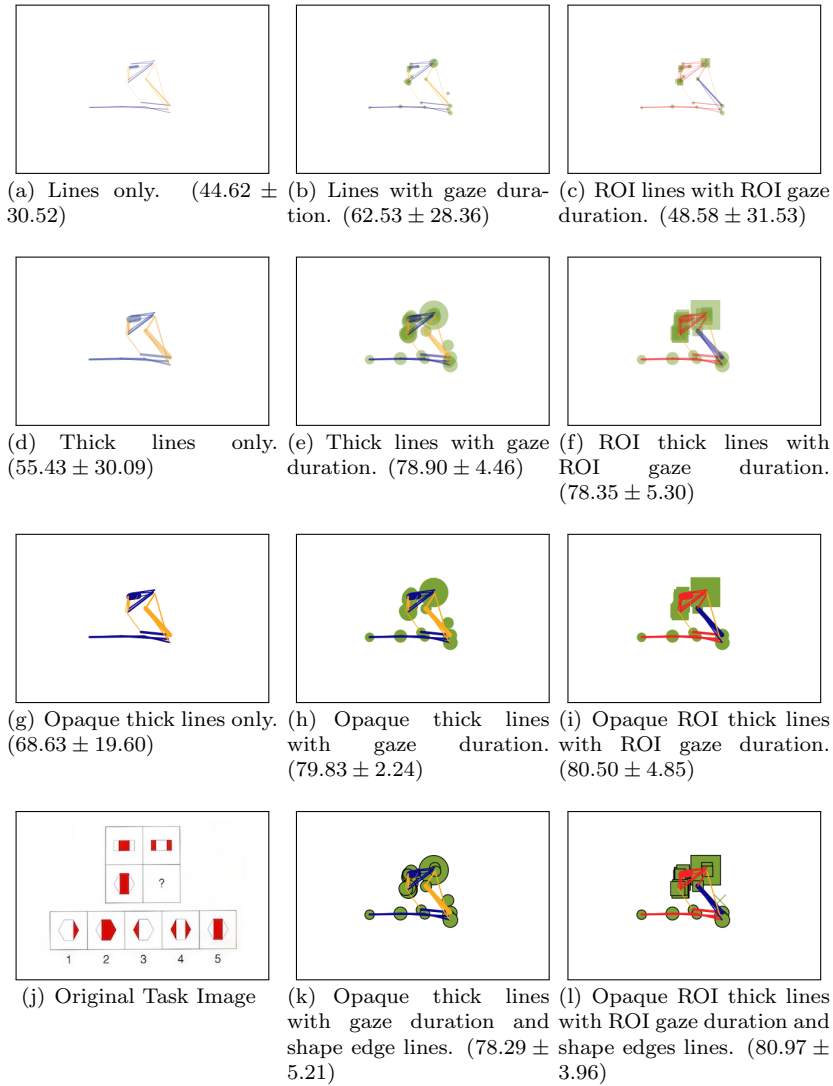 (a) Lines only. (44.62 ±
30.52)
(b) Lines with gaze dura-
tion. (62.53 ± 28.36)
(c) ROI lines with ROI gaze
duration. (48.58 ± 31.53)
(d) Thick lines only.
(55.43 ± 30.09)
(e) Thick lines with gaze
duration. (78.90 ± 4.46)
(f) ROI thick lines with
ROI gaze duration.
(78.35 ± 5.30)
(g) Opaque thick lines only.
(68.63 ± 19.60)
(h) Opaque thick lines
with gaze duration.
(79.83 ± 2.24)
(i) Opaque ROI thick lines
with ROI gaze duration.
(80.50 ± 4.85)
?
1 2 3 4 5
(j) Original Task Image
(k) Opaque thick lines
with gaze duration and
shape edge lines. (78.29 ±
5.21)
(l) Opaque ROI thick lines
with ROI gaze duration and
shape edges lines. (80.97 ±
3.96)